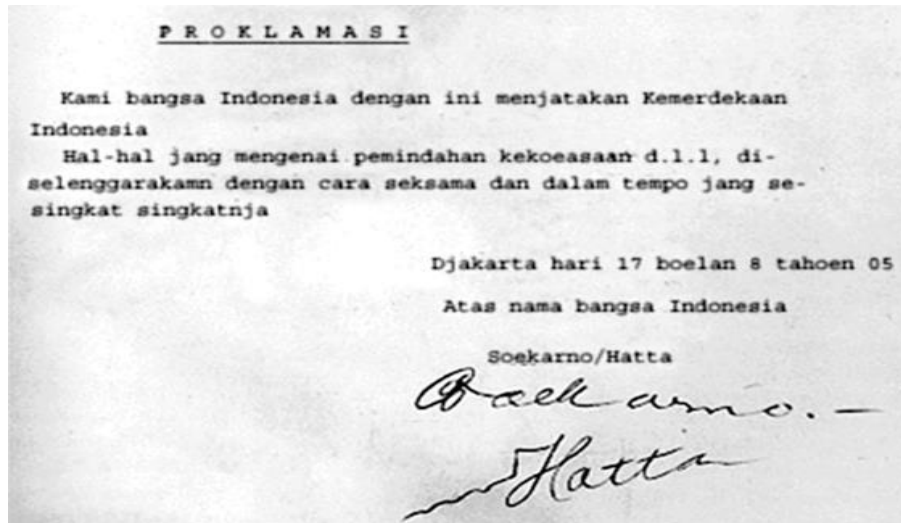 P R O K L A M A S I
Kami bangsa Indonesia dengan ini menjatakan Kemerdekaan
Indonesia
Hal-hal jang mengenai pemindahan kekoeasaan d.l.l, di-
selenggarakamn dengan cara seksama dan dalam tempo jang se-
singkat singkatnja
Djakarta hari 17 boelan 8 tahoen 05
Atas nama bangsa Indonesia
Soekarno/Hatta
Soekarno.-
Hatta